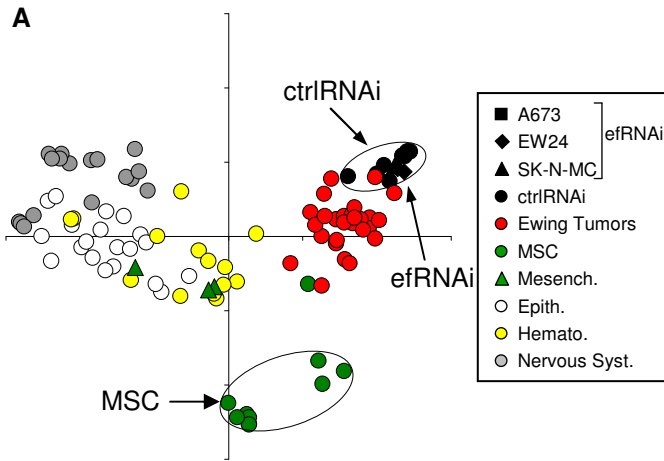 A
ctrlRNAi
efRNAi
MSC
A673
EW24
SK-N-MC
efRNAi
ctrlRNAi
Ewing Tumors
MSC
Mesench.
Epith.
Hemato.
Nervous Syst.